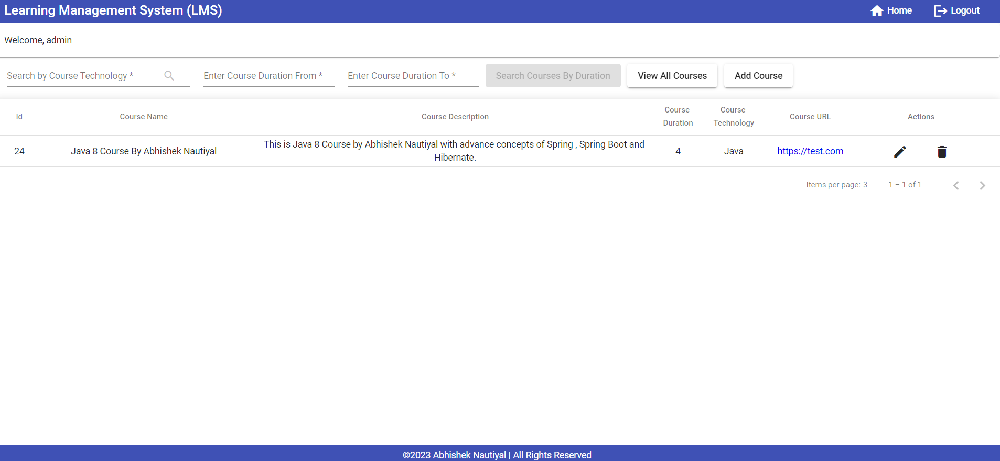 Learning Management System (LMS)
Home
Logout
Welcome, admin
Search by Course Technology *
Enter Course Duration From *
Enter Course Duration To *
Search Courses By Duration
View All Courses
Add Course
Id
Course Name
Course Description
Course
Duration
Course
Technology
Course URL
Actions
24
Java 8 Course By Abhishek Nautiyal
This is Java 8 Course by Abhishek Nautiyal with advance concepts of Spring , Spring Boot and
Hibernate.
4
Java
https://test.com
Items per page: 3
1 – 1 of 1
©2023 Abhishek Nautiyal | All Rights Reserved